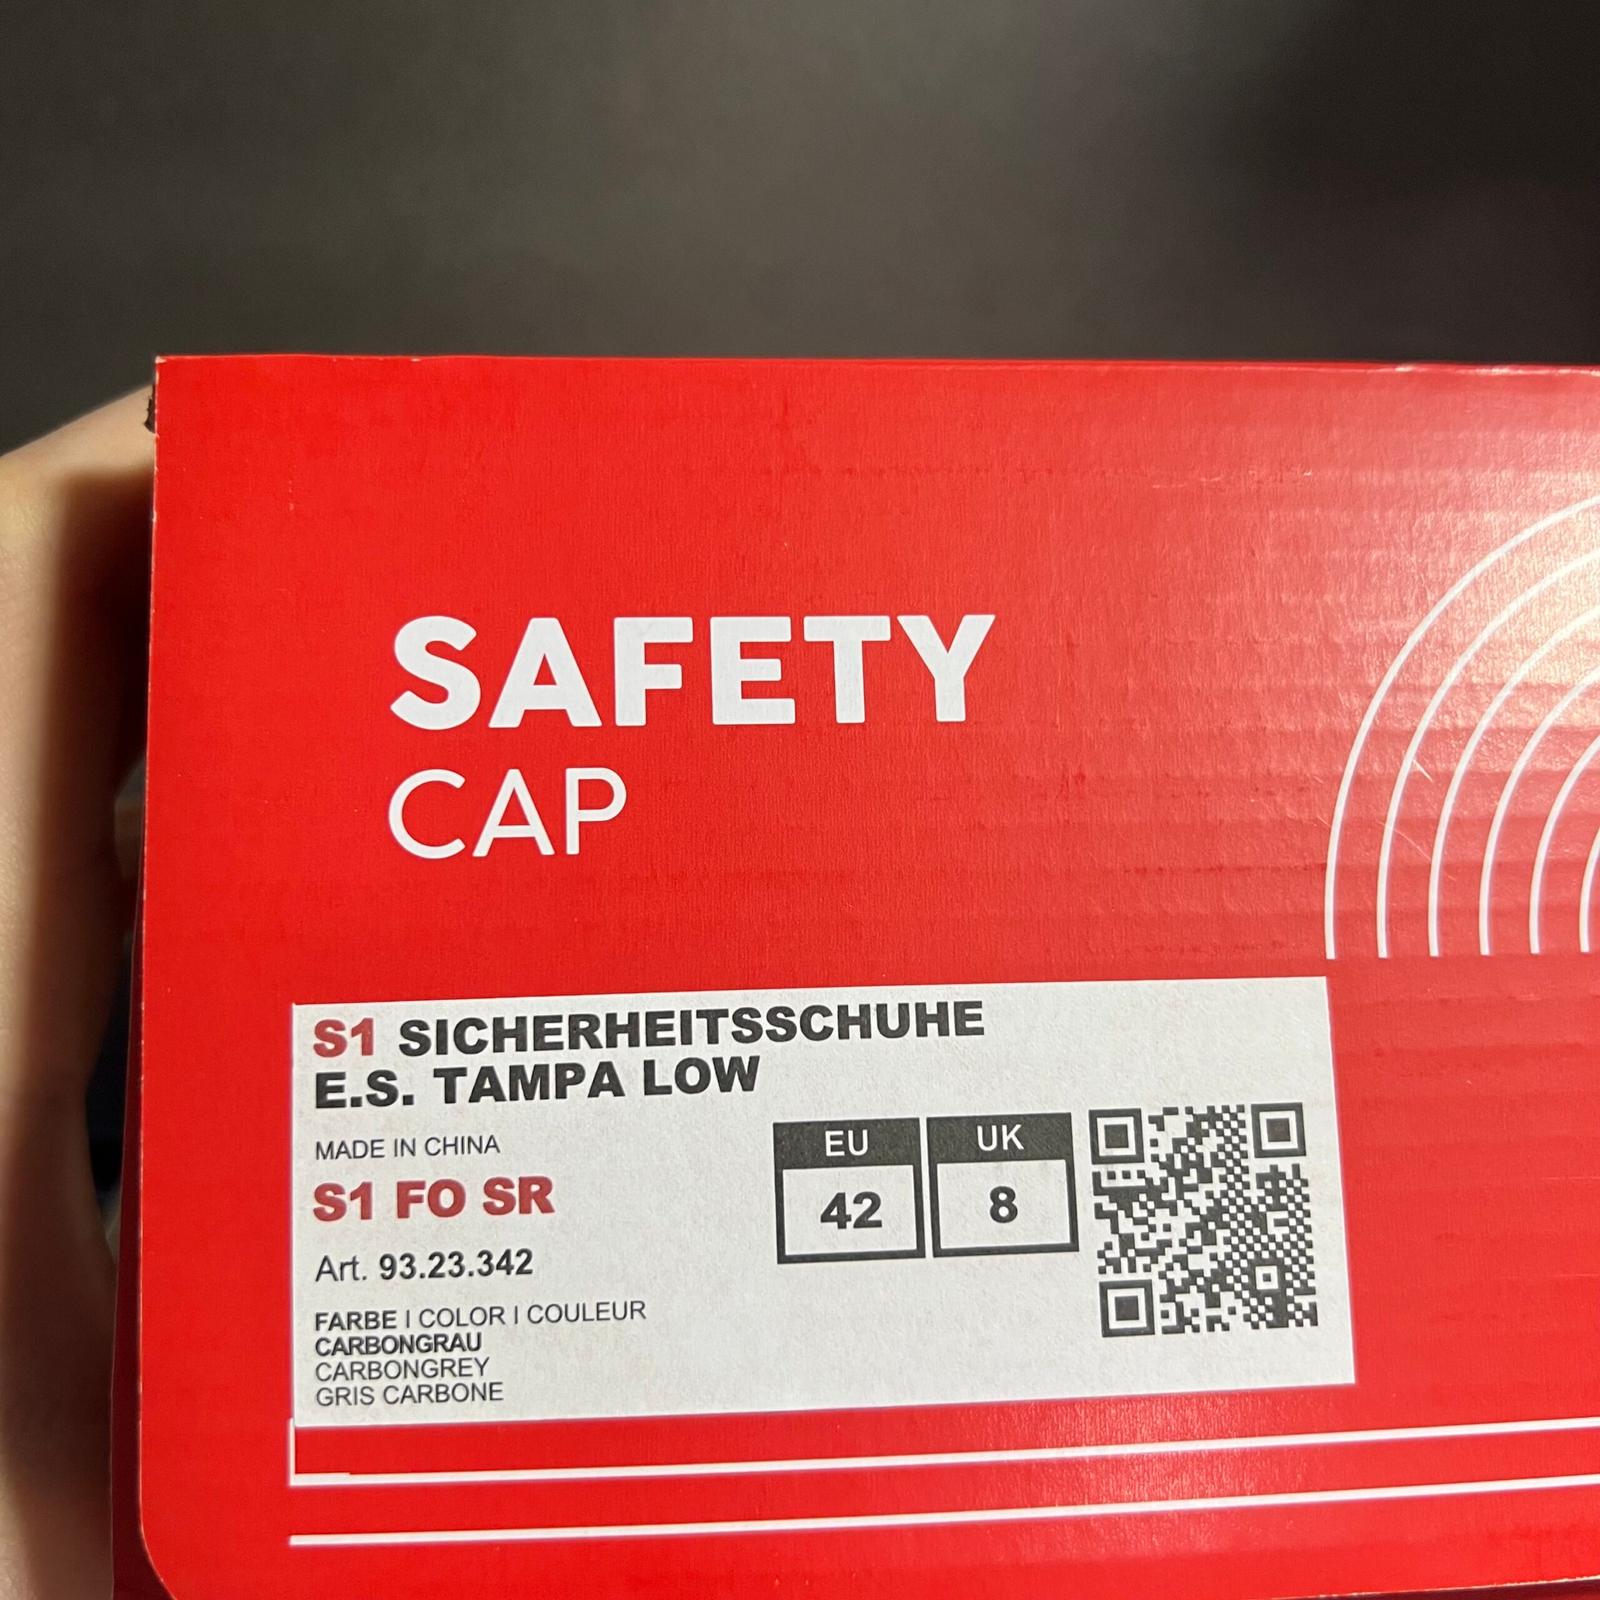 SAFETY
CAP
S1 SICHERHEITSSCHUHE
E.S. TAMPA LOW
MADE IN CHINA
S1 FO SR
Art. 93.23.342
FARBE I COLOR I COULEUR
CARBONGRAU
CARBONGREY
GRIS CARBONE
EU
42
UK
8